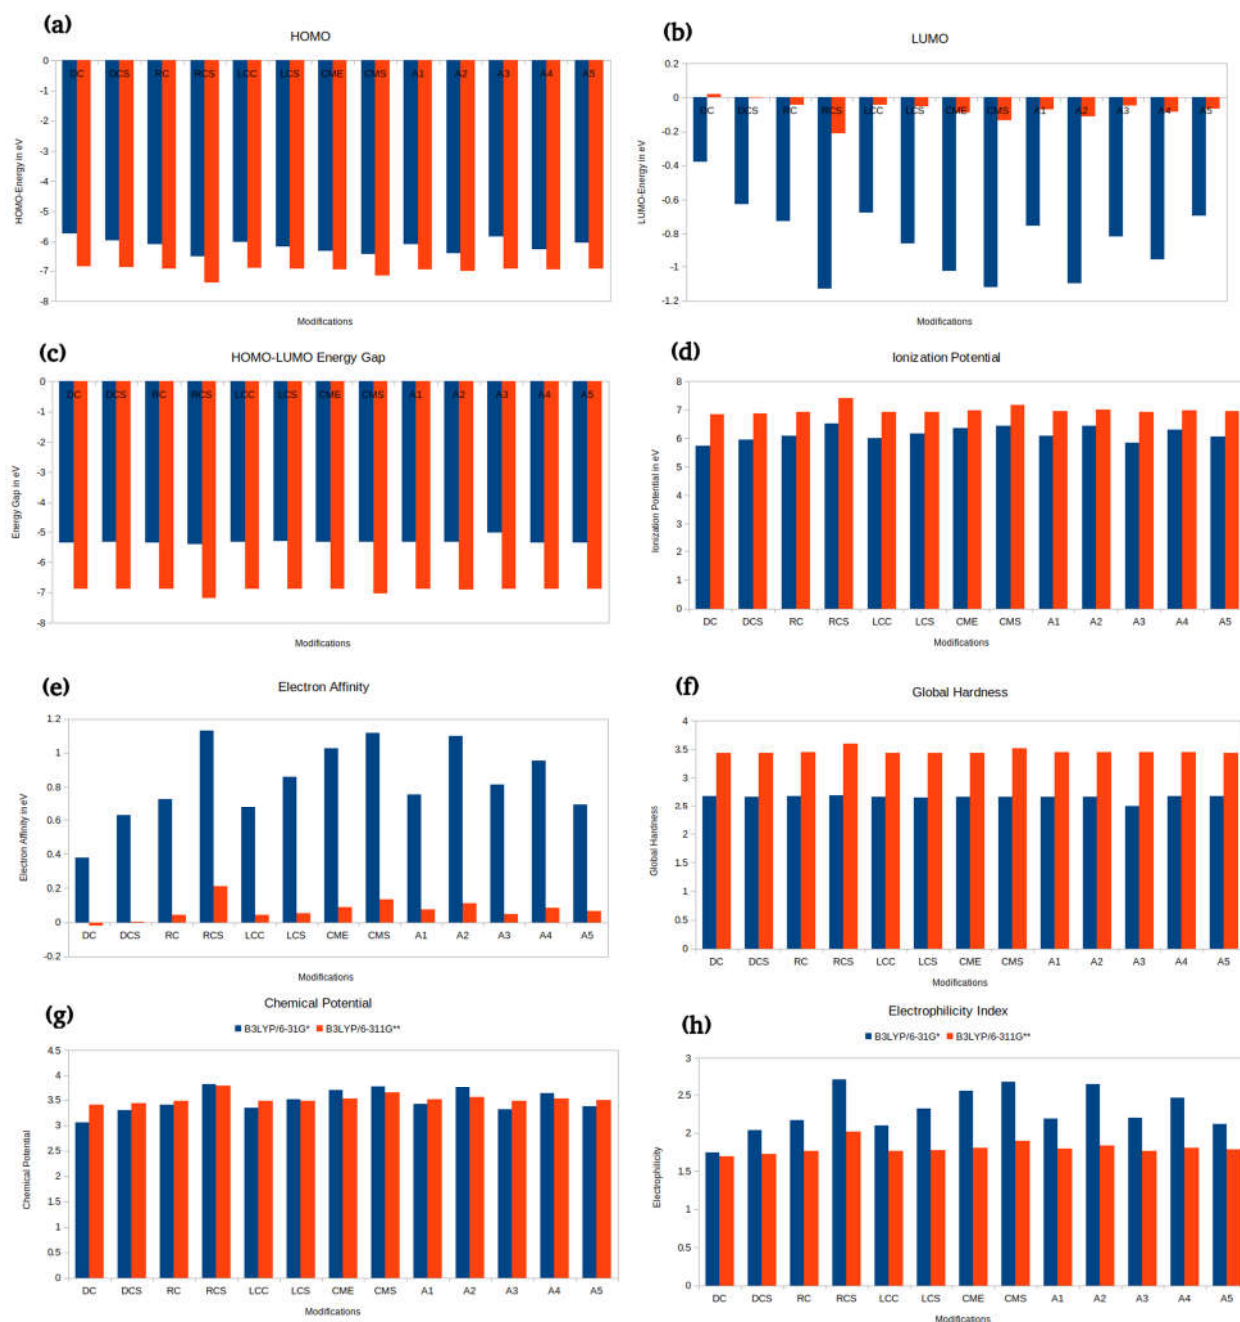 (a)
HOMO
0
-1
-2
-3
-4
-5
-6
-7
-8
HOMO-Energy in eV
DC DCS RC RCS LCC LCS CME CMS A1 A2 A3 A4 A5
Modifications
(b)
LUMO
0.2
0
-0.2
-0.4
-0.6
-0.8
-1
-1.2
LUMO-Energy in eV
DC DCS RC RCS LCC LCS CME CMS A1 A2 A3 A4 A5
Modifications
(c)
HOMO-LUMO Energy Gap
0
-1
-2
-3
-4
-5
-6
-7
-8
Energy Gap in eV
DC DCS RC RCS LCC LCS CME CMS A1 A2 A3 A4 A5
Modifications
(d)
Ionization Potential
8
7
6
5
4
3
2
1
0
Ionization Potential in eV
DC DCS RC RCS LCC LCS CME CMS A1 A2 A3 A4 A5
Modifications
(e)
Electron Affinity
1.2
1
0.8
0.6
0.4
0.2
0
-0.2
Electron Affinity in eV
DC DCS RC RCS LCC LCS CME CMS A1 A2 A3 A4 A5
Modifications
(f)
Global Hardness
4
3.5
3
2.5
2
1.5
1
0.5
0
Global Hardness
DC DCS RC RCS LCC LCS CME CMS A1 A2 A3 A4 A5
Modifications
(g)
Chemical Potential
B3LYP/6-31G* B3LYP/6-311G**
4.5
4
3.5
3
2.5
2
1.5
1
0.5
0
Chemical Potential
DC DCS RC RCS LCC LCS CME CMS A1 A2 A3 A4 A5
Modifications
(h)
Electrophilicity Index
B3LYP/6-31G* B3LYP/6-311G**
3
2.5
2
1.5
1
0.5
0
Electrophilicity
DC DCS RC RCS LCC LCS CME CMS A1 A2 A3 A4 A5
Modifications